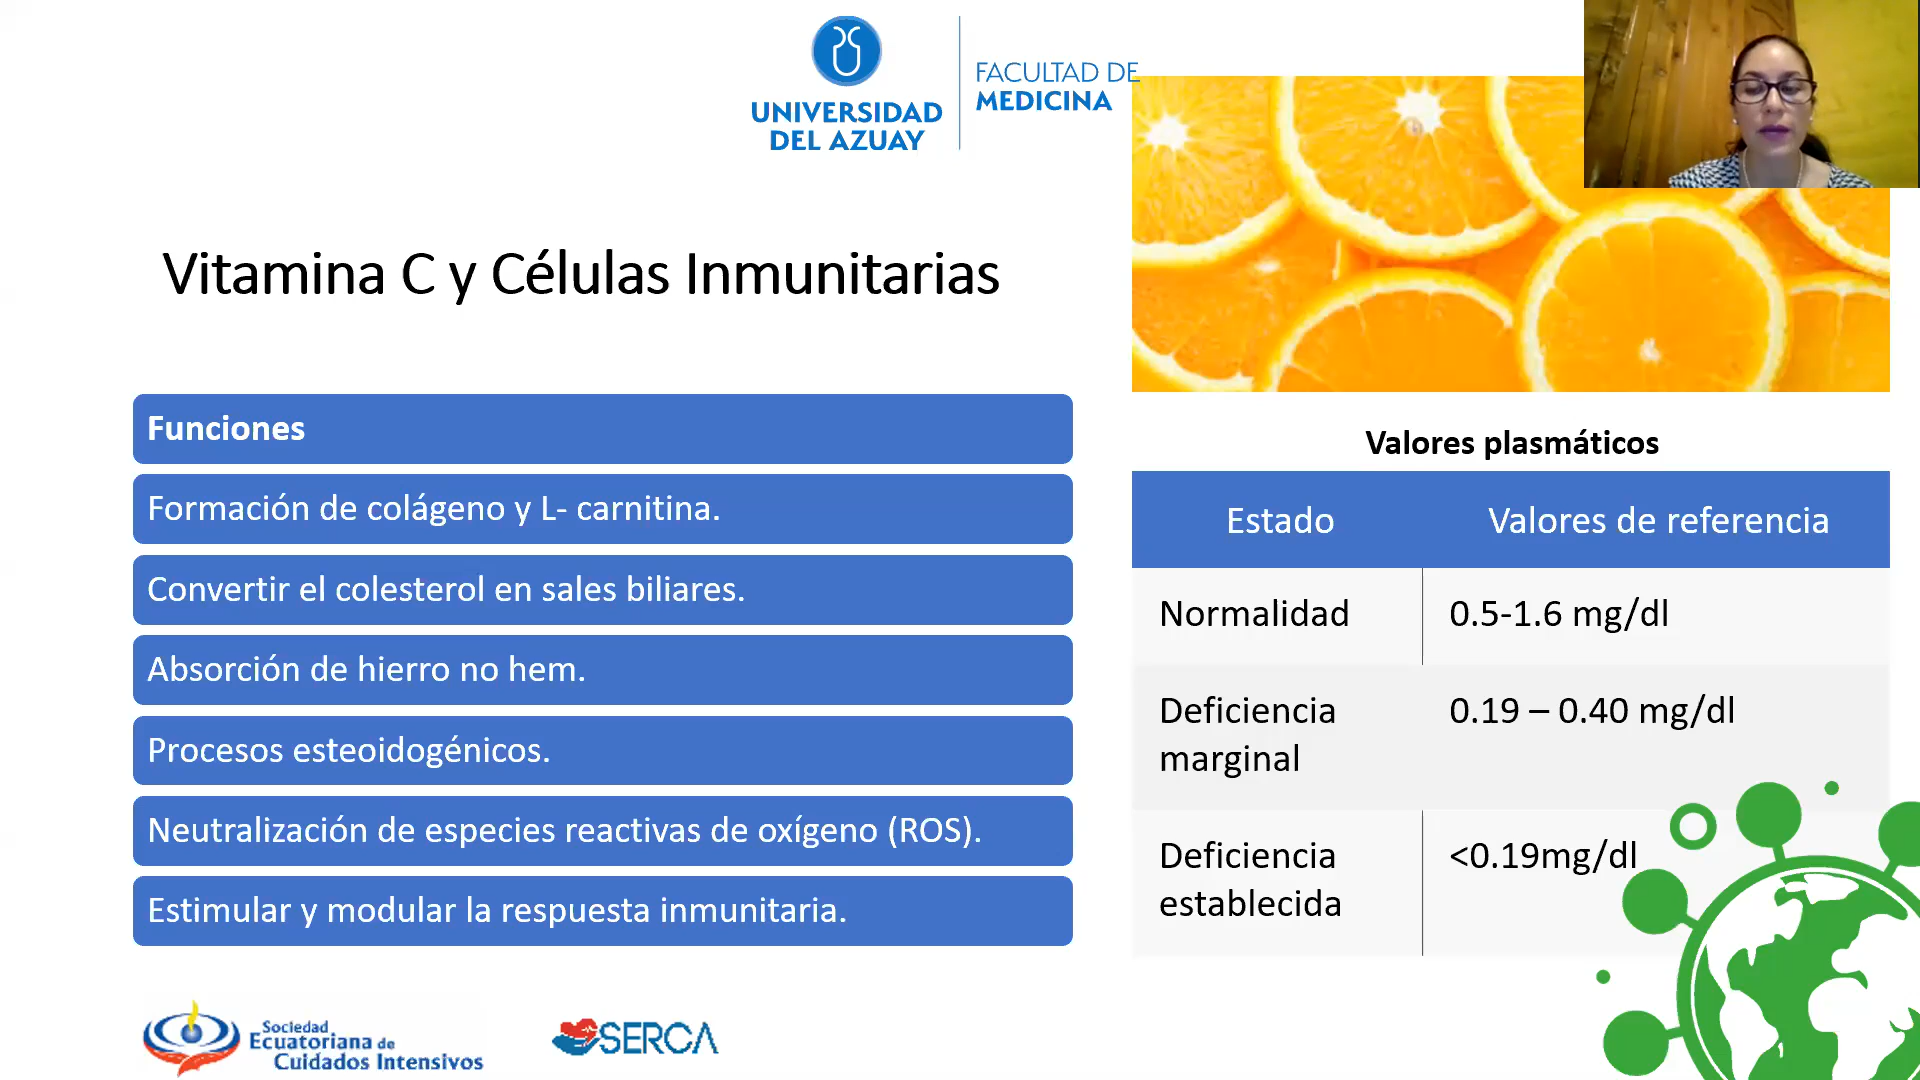 UNIVERSIDAD
DEL AZUAY
FACULTAD DE
MEDICINA
Vitamina C y Células Inmunitarias
Funciones
Formación de colágeno y L- carnitina.
Convertir el colesterol en sales biliares.
Absorción de hierro no hem.
Procesos esteoidogénicos.
Neutralización de especies reactivas de oxígeno (ROS).
Estimular y modular la respuesta inmunitaria.
Valores plasmáticos
Estado Valores de referencia
Normalidad 0.5-1.6 mg/dl
Deficiencia 0.19 – 0.40 mg/dl
marginal
Deficiencia <0.19mg/dl
establecida
Sociedad
Ecuatoriana de
Cuidados Intensivos
SERCA